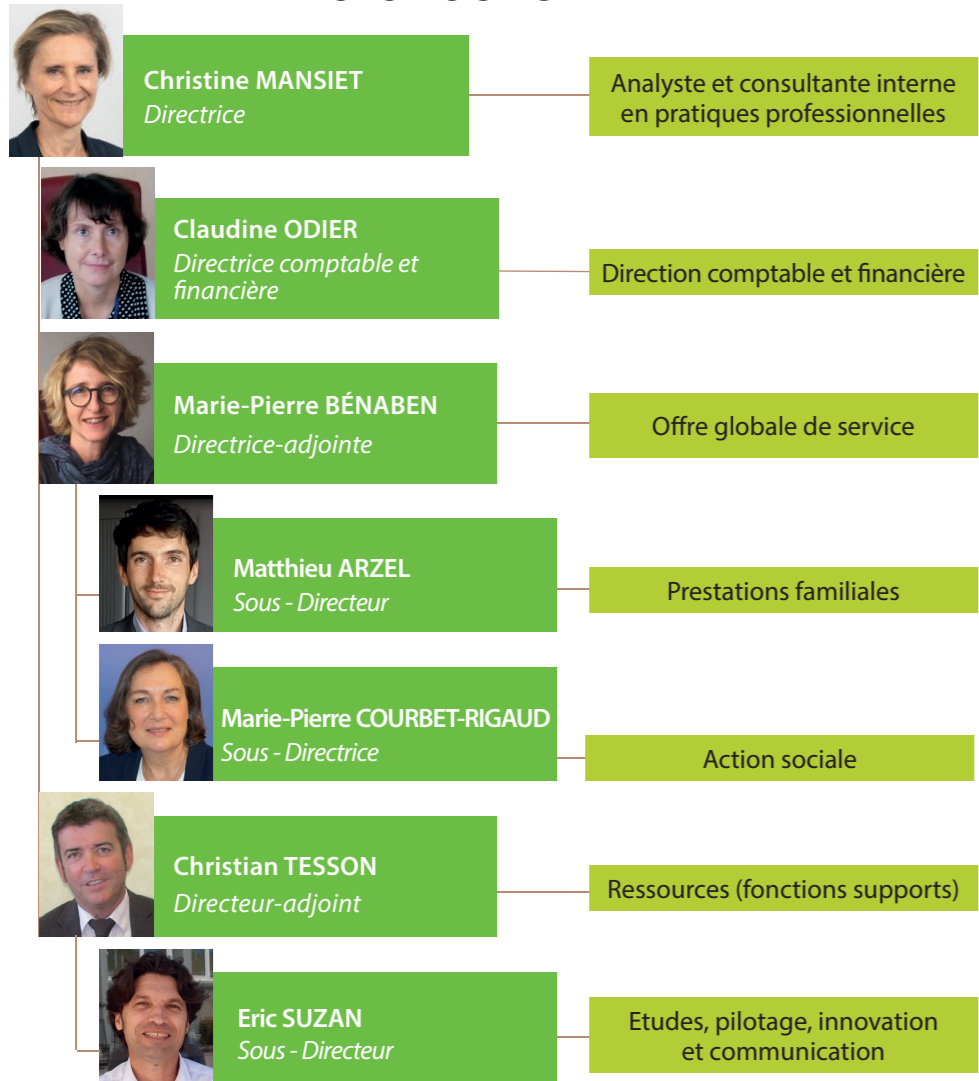 Christine MANSIET
Directrice
Analyste et consultante interne
en pratiques professionnelles
Claudine ODIER
Directrice comptable et
financière
Direction comptable et financière
Marie-Pierre BÉNABEN
Directrice-adjointe
Offre globale de service
Matthieu ARZEL
Sous - Directeur
Prestations familiales
Marie-Pierre COURBET-RIGAUD
Sous - Directrice
Action sociale
Christian TESSON
Directeur-adjoint
Ressources (fonctions supports)
Eric SUZAN
Sous - Directeur
Etudes, pilotage, innovation
et communication